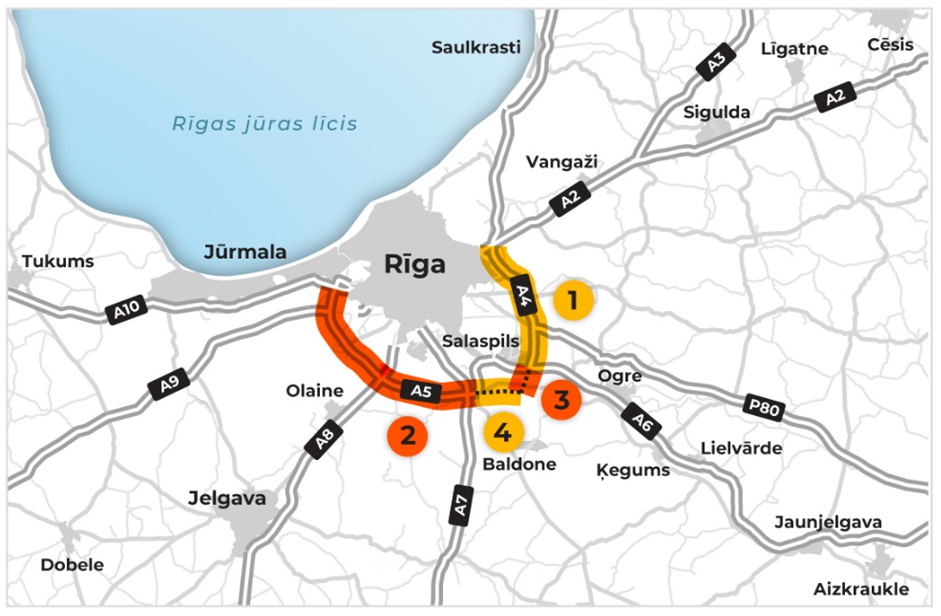 Saulkrasti
A3
Līgatne
Cēsis
A2
Sigulda
Rīgas jūras līcis
Vangaži
A2
Jūrmala
Tukums
Rīga
A10
A4
1
Salaspils
A9
Olaine
A5
Ogre
3
P80
2
4
A6
A8
Baldone
Ķegums
Lielvārde
Jelgava
A7
Jaunjelgava
Dobele
Aizkraukle